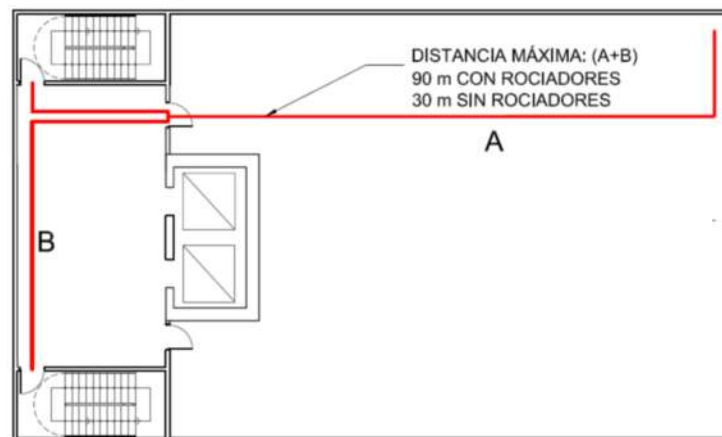 DISTANCIA MÁXIMA: (A+B)
90 m CON ROCIADORES
30 m SIN ROCIADORES
A
B